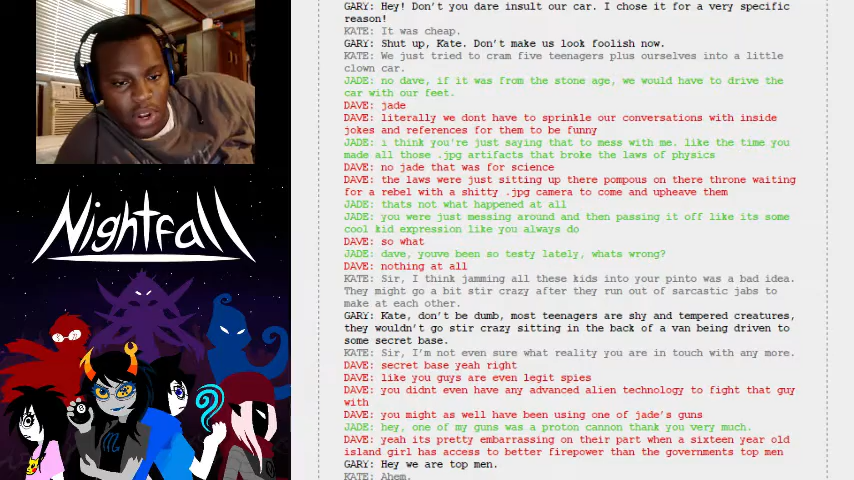 GARY: Hey! Don't you dare insult our car. I chose it for a very specific
reason!
KATE: It was cheap.
GARY: Shut up, Kate. Don't make us look foolish now.
KATE: We just tried to cram five teenagers plus ourselves into a little
clown car.
JADE: no dave, if it was from the stone age, we would have to drive the
car with our feet.
DAVE: jade
DAVE: literally we dont have to sprinkle our conversations with inside
jokes and references for them to be funny
JADE: i think you're just saying that to mess with me. like the time you
made all those .jpg artifacts that broke the laws of physics
DAVE: no jade that was for science
DAVE: the laws were just sitting up there pompous on there throne waiting
for a rebel with a shitty .jpg camera to come and upheave them
JADE: thats not what happened at all
JADE: you were just messing around and then passing it off like its some
cool kid expression like you always do
DAVE: so what
JADE: dave, youve been so testy lately, whats wrong?
DAVE: nothing at all
KATE: Sir, I think jamming all these kids into your pinto was a bad idea.
They might go a bit stir crazy after they run out of sarcastic jabs to
make at each other.
GARY: Kate, don't be dumb, most teenagers are shy and tempered creatures,
they wouldn't go stir crazy sitting in the back of a van being driven to
some secret base.
KATE: Sir, I'm not even sure what reality you are in touch with any more.
DAVE: secret base yeah right
DAVE: like you guys are even legit spies
DAVE: you didnt even have any advanced alien technology to fight that guy
with
DAVE: you might as well have been using one of jade's guns
JADE: hey, one of my guns was a proton cannon thank you very much.
DAVE: yeah its pretty embarrassing on their part when a sixteen year old
island girl has access to better firepower than the governments top men
GARY: Hey we are top men.
KATE: Ahem.
Nightfall
8